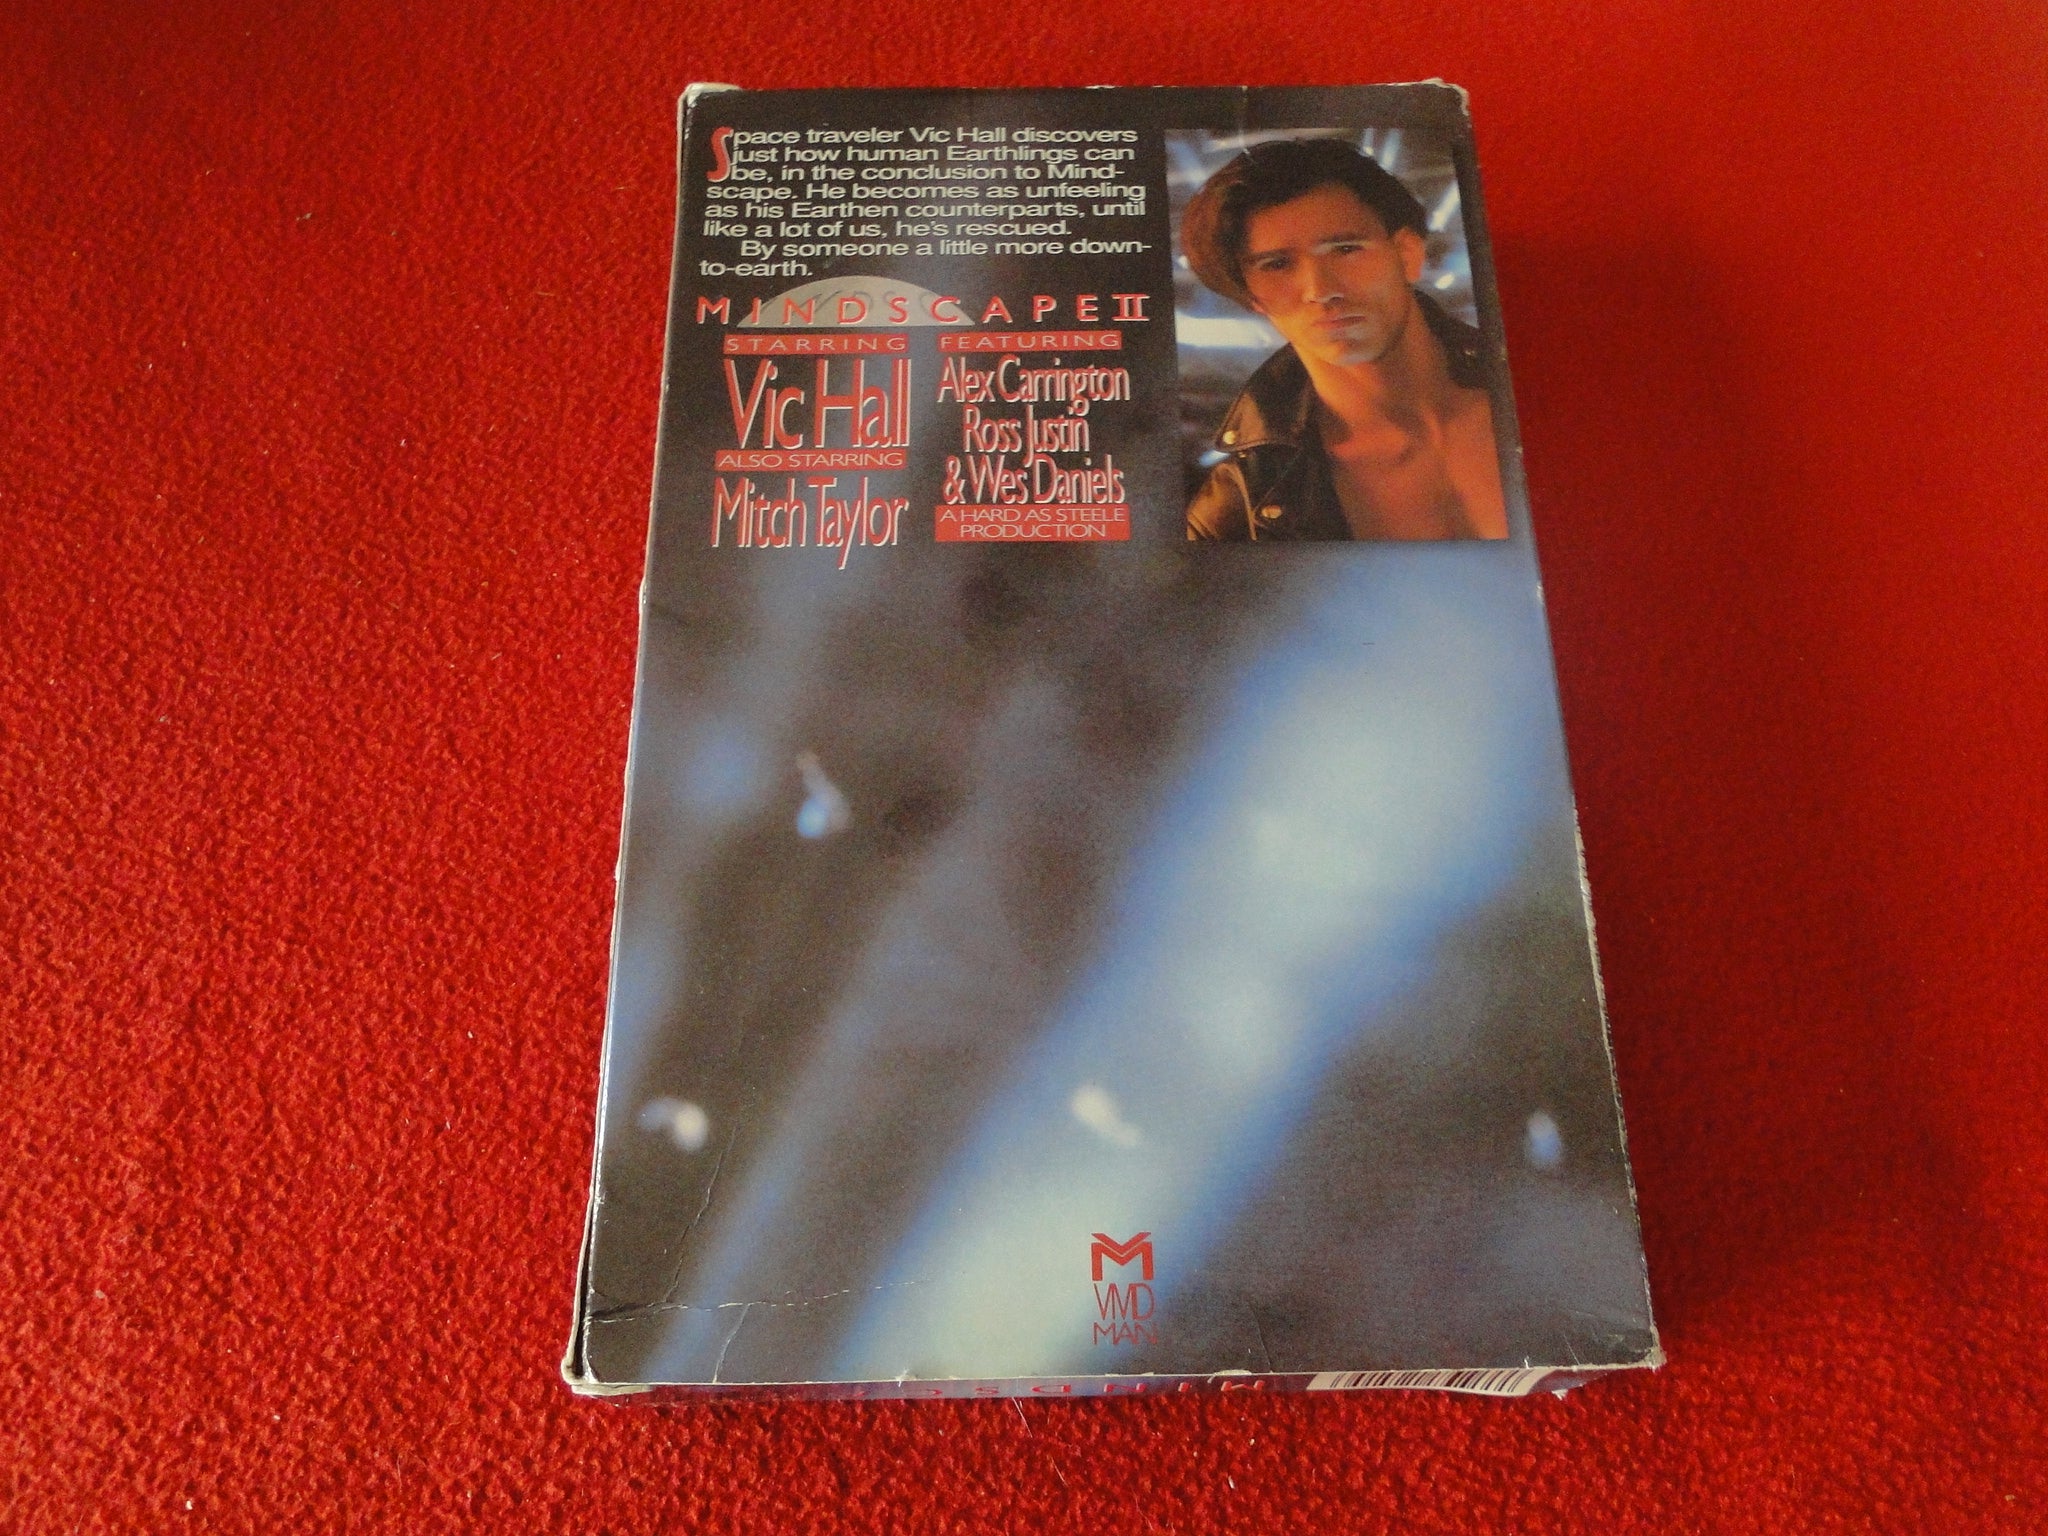 Space traveler Vic Hall discovers
just how human Earthlings can
be, in the conclusion to Mind-
scape. He becomes as unfeeling
as his Earthen counterparts, until
like a lot of us, he's rescued.
By someone a little more down-
to-earth.
MINDSCAPE II
STARRING
Vic Hall
ALSO STARRING
Mitch Taylor
FEATURING
Alex Carrington
Ross Justin
& Wes Daniels
A HARD AS STEELE
PRODUCTION
M
VIVID
MAN
MINDSC